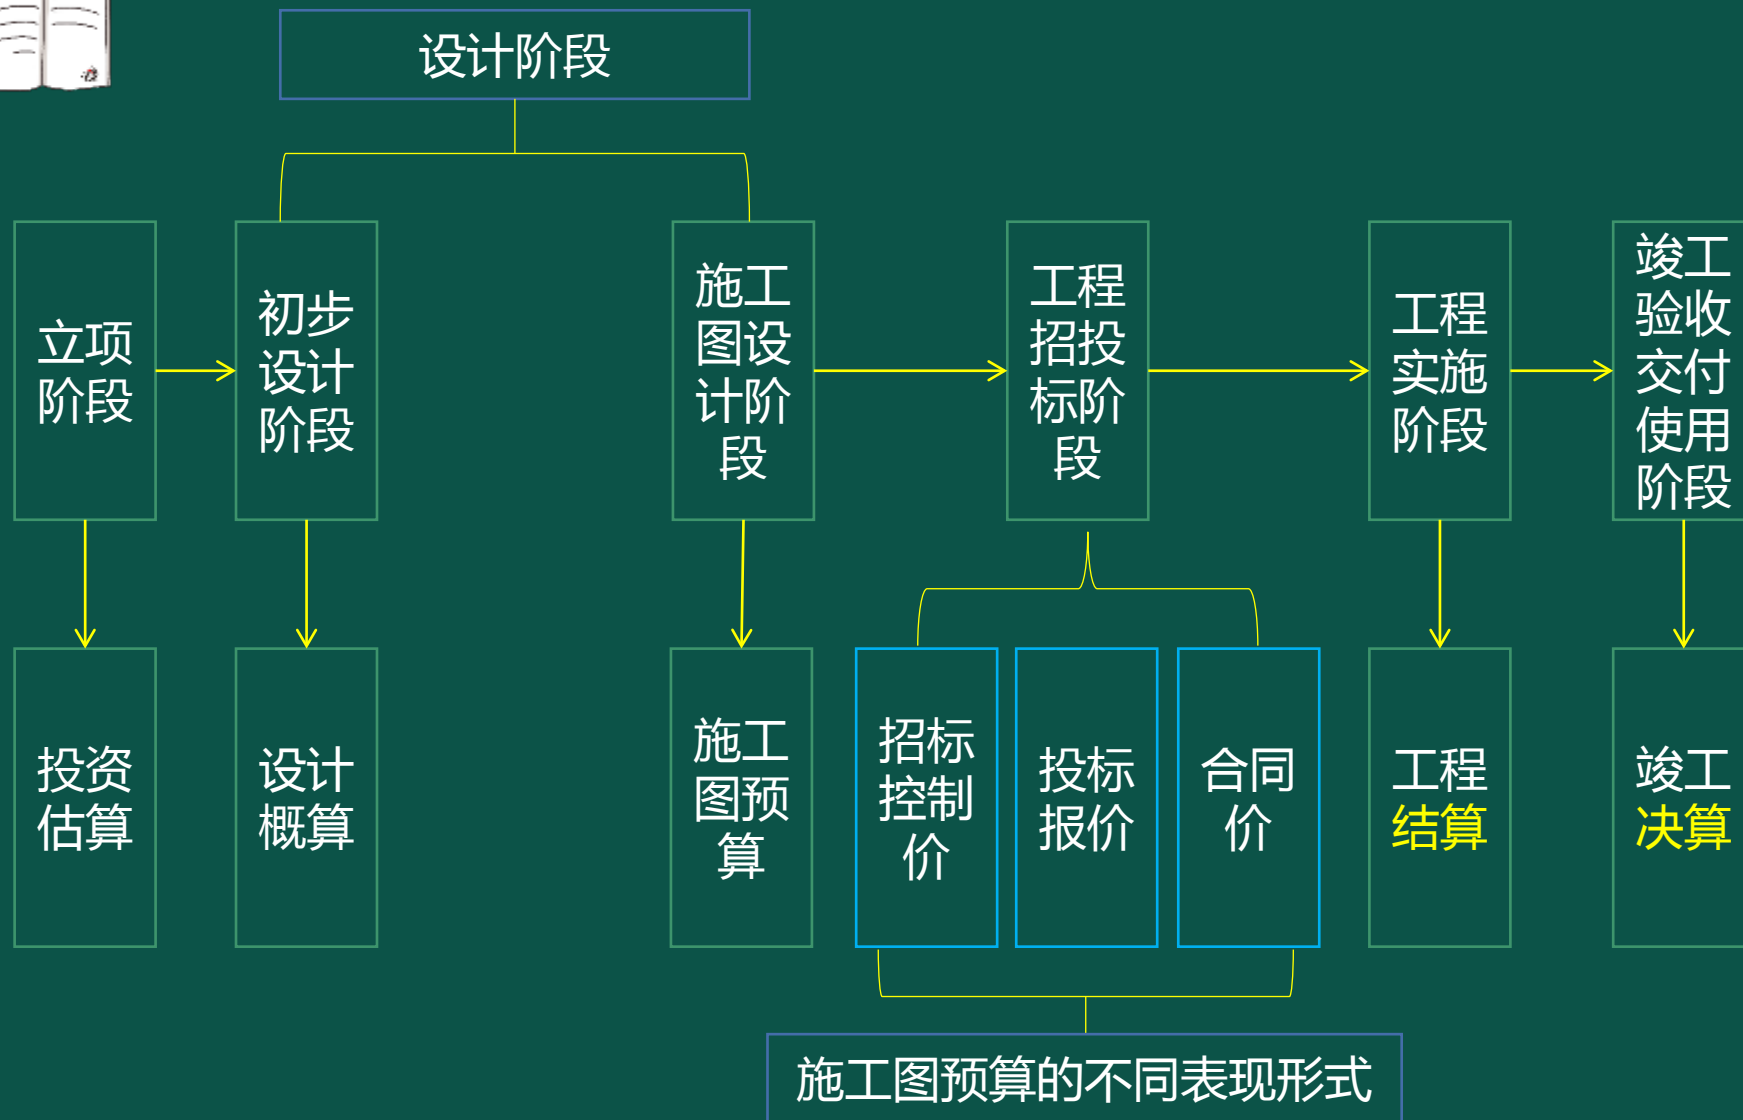 设计阶段
立项
阶段
初步
设计
阶段
施工
图设
计阶
段
工程
招投
标阶
段
工程
实施
阶段
竣工
验收
交付
使用
阶段
投资
估算
设计
概算
施工
图预
算
招标
控制
价
投标
报价
合同
价
工程
结算
竣工
决算
施工图预算的不同表现形式